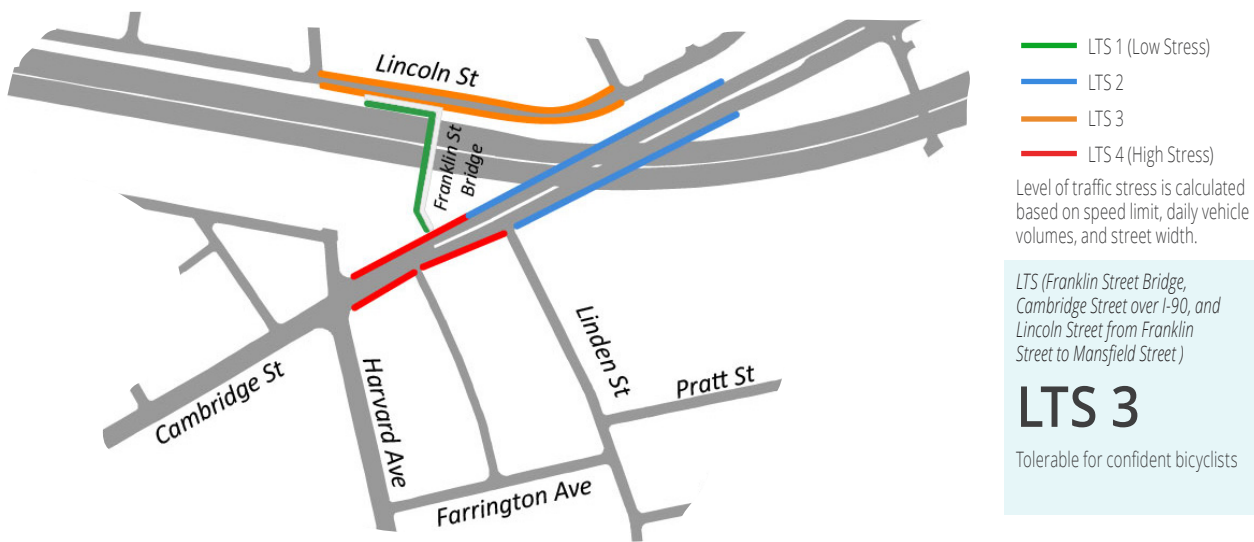 Lincoln St
Franklin St
Bridge
Cambridge St
Harvard Ave
Linden St
Pratt St
Farrington Ave
LTS 1 (Low Stress)
LTS 2
LTS 3
LTS 4 (High Stress)
Level of traffic stress is calculated
based on speed limit, daily vehicle
volumes, and street width.
LTS (Franklin Street Bridge,
Cambridge Street over I-90, and
Lincoln Street from Franklin
Street to Mansfield Street )
LTS 3
Tolerable for confident bicyclists